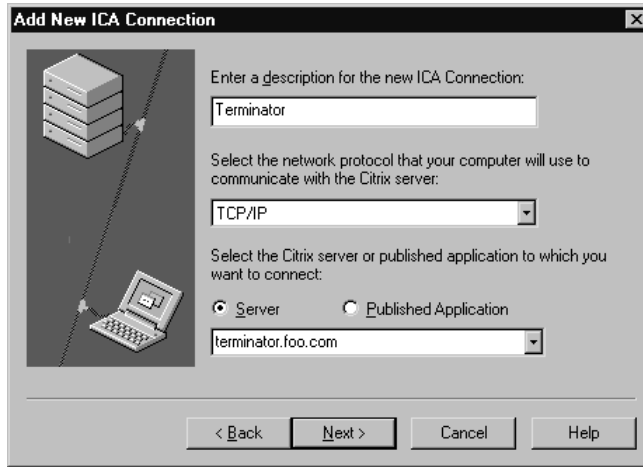 Add New ICA Connection
Enter a description for the new ICA Connection:
Terminator
Select the network protocol that your computer will use to
communicate with the Citrix server:
TCP/IP
Select the Citrix server or published application to which you
want to connect:
Server
Published Application
terminator.foo.com
< Back
Next >
Cancel
Help